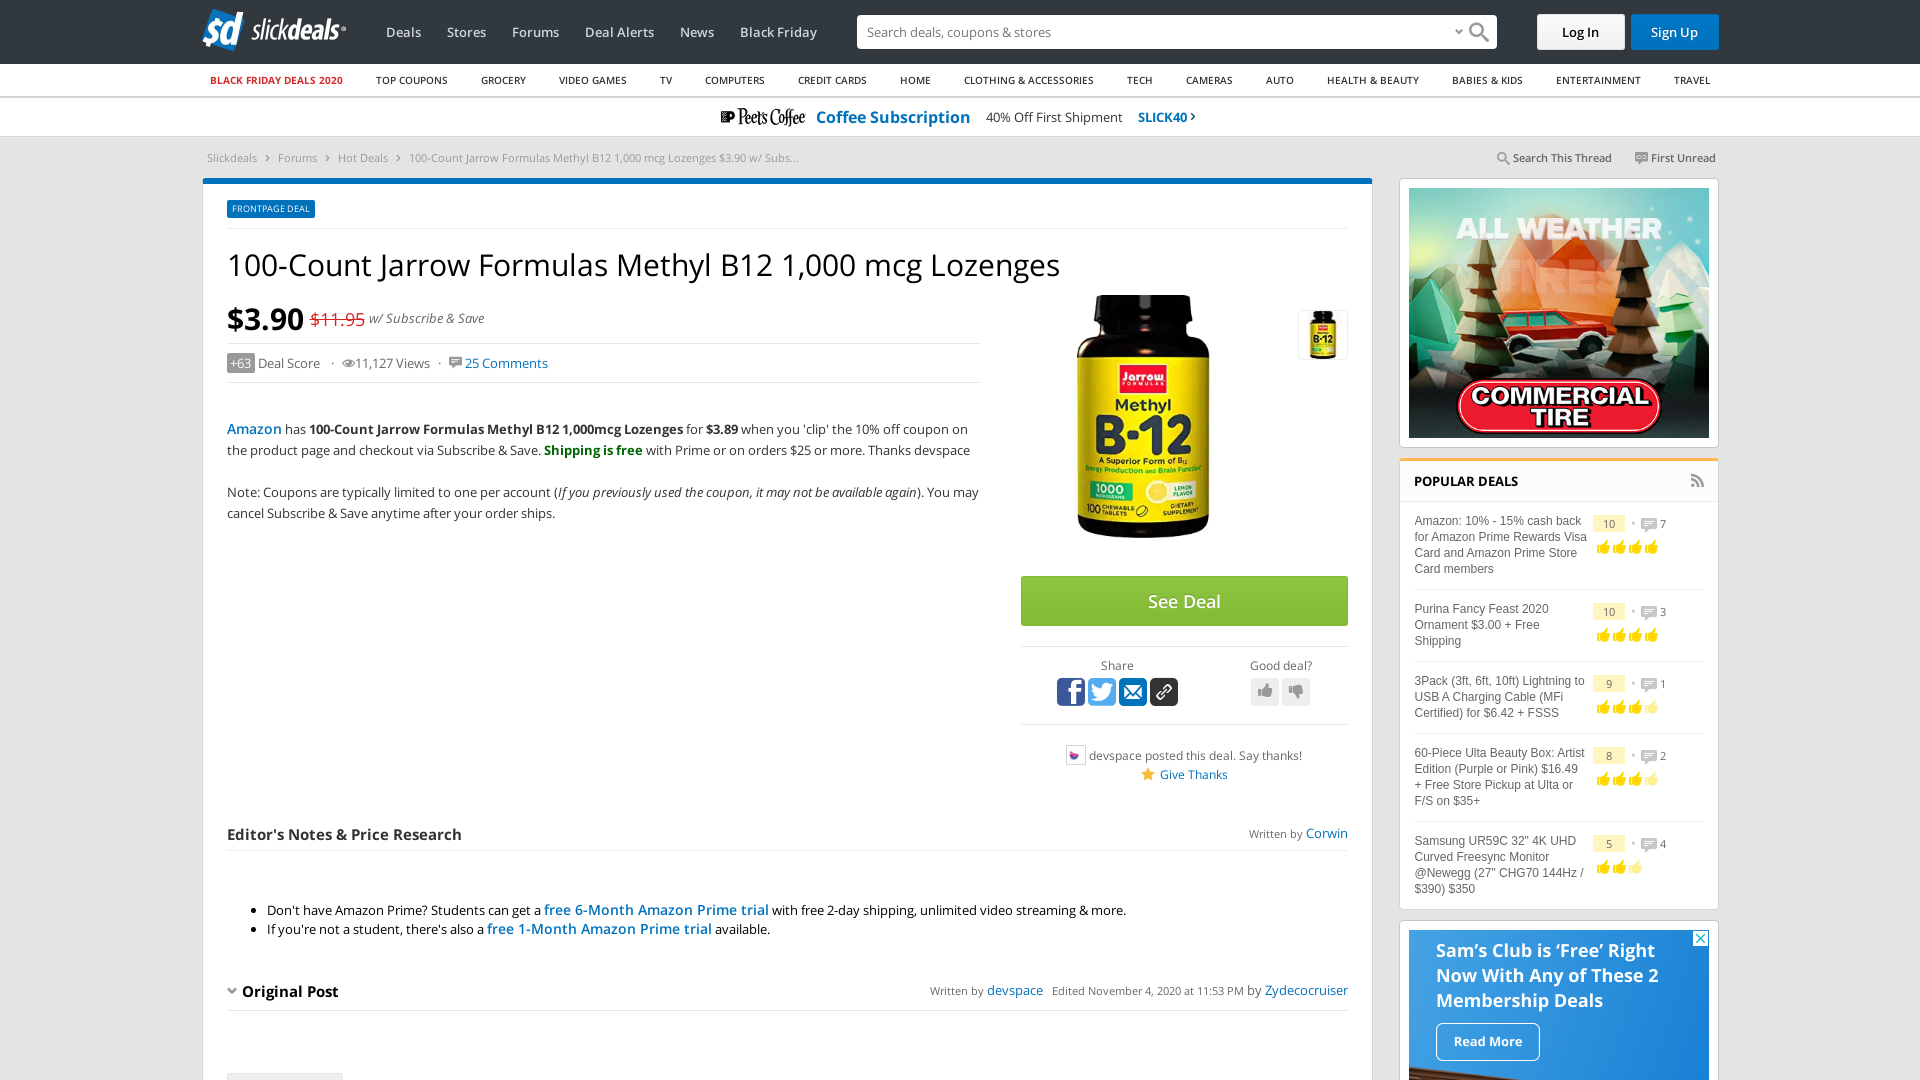 sd slickdeals
Deals Stores Forums Deal Alerts News Black Friday
Search deals, coupons & shops
Log In Sign Up
BLACK FRIDAY DEALS 2020 TOP COUPONS GROCERY VIDEO GAMES TV COMPUTERS CREDIT CARDS HOME CLOTHING & ACCESSORIES TECH CAMERAS AUTO HEALTH & BEAUTY BABIES & KIDS ENTERTAINMENT TRAVEL
Peet's Coffee Coffee Subscription 40% Off First Shipment SLICK40
Slickdeals Forums Hot Deals 100-Count Jarrow Formulas Methyl B12 1,000 mcg Lozenges $3.90 w/ Subs...
Search This Thread First Unread
FRONTPAGE DEAL
100-Count Jarrow Formulas Methyl B12 1,000 mcg Lozenges
$3.90 $11.95 w/ Subscribe & Save
+63 Deal Score · 11,127 Views · 25 Comments
Amazon has 100-Count Jarrow Formulas Methyl B12 1,000mcg Lozenges for $3.89 when you 'clip' the 10% off coupon on
the product page and checkout via Subscribe & Save. Shipping is free with Prime or on orders $25 or more. Thanks devspace
Note: Coupons are typically limited to one per account (If you previously used the coupon, it may not be available again). You may
cancel Subscribe & Save anytime after your order ships.
Jarrow
FORMULAS
Methyl
B-12
A Superior Form of B12
Energy Production and Brain Function
1000
MICROGRAMS
LEMON
FLAVOR
100 CHEWABLE
TABLETS
DIETARY
SUPPLEMENT
See Deal
Share Good deal?
devspace posted this deal. Say thanks!
Give Thanks
Editor's Notes & Price Research
Written by Corwin
Don't have Amazon Prime? Students can get a free 6-Month Amazon Prime trial with free 2-day shipping, unlimited video streaming & more.
If you're not a student, there's also a free 1-Month Amazon Prime trial available.
Original Post
Written by devspace Edited November 4, 2020 at 11:53 PM by Zydecocruiser
ALL WEATHER
TIRES
COMMERCIAL
TIRE
POPULAR DEALS
Amazon: 10% - 15% cash back
for Amazon Prime Rewards Visa
Card and Amazon Prime Store
Card members
10 • 7
Purina Fancy Feast 2020
Ornament $3.00 + Free
Shipping
10 • 3
3Pack (3ft, 6ft, 10ft) Lightning to
USB A Charging Cable (MFi
Certified) for $6.42 + FSSS
9 • 1
60-Piece Ulta Beauty Box: Artist
Edition (Purple or Pink) $16.49
+ Free Store Pickup at Ulta or
F/S on $35+
8 • 2
Samsung UR59C 32" 4K UHD
Curved Freesync Monitor
@Newegg (27" CHG70 144Hz /
$390) $350
5 • 4
Sam's Club is 'Free' Right
Now With Any of These 2
Membership Deals
Read More